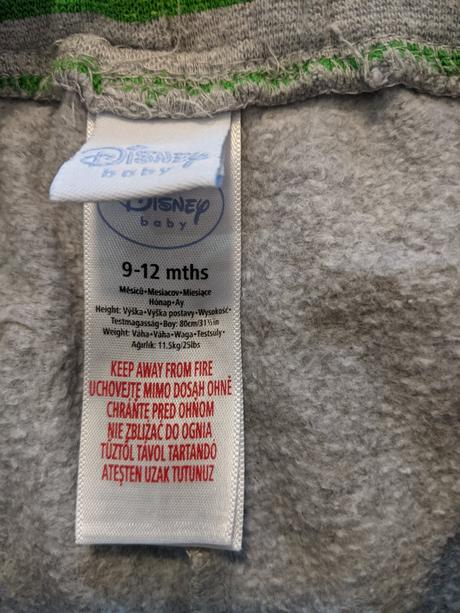 Disney
baby
Disney
baby
9-12 mths
Měsíců•Mesiacov•Miesiące
Hónap•Ay
Height: Výška•Výška postavy•Wysokość•
Testmagasság•Boy: 80cm/31½in
Weight: Váha•Váha•Waga•Testsuly•
Ağırlık: 11.5kg/25lbs
KEEP AWAY FROM FIRE
UCHOVEJTE MIMO DOSAH OHNĚ
CHRÁŇTE PRED OHŇOM
NIE ZBLIŻAĆ DO OGNIA
TŰZTŐL TÁVOL TARTANDÓ
ATEŞTEN UZAK TUTUNUZ